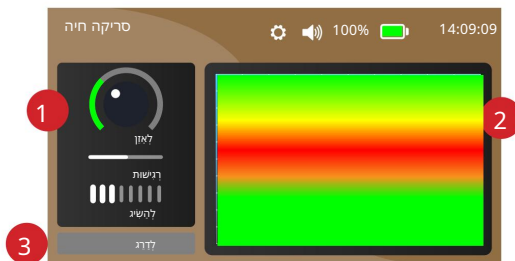 סריקה חיה
100%
14:09:09
1
לְאַזֵן
רְגִישׁוּת
לְהַשִׂיג
2
3
לְדַרֵג